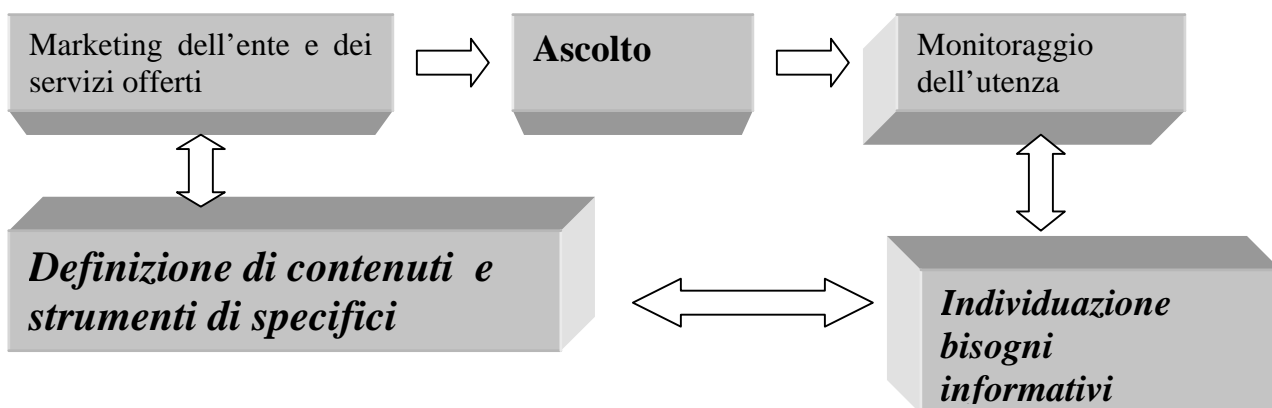 Marketing dell’ente e dei
servizi offerti
Ascolto
Monitoraggio
dell’utenza
Definizione di contenuti e
strumenti di specifici
Individuazione
bisogni
informativi